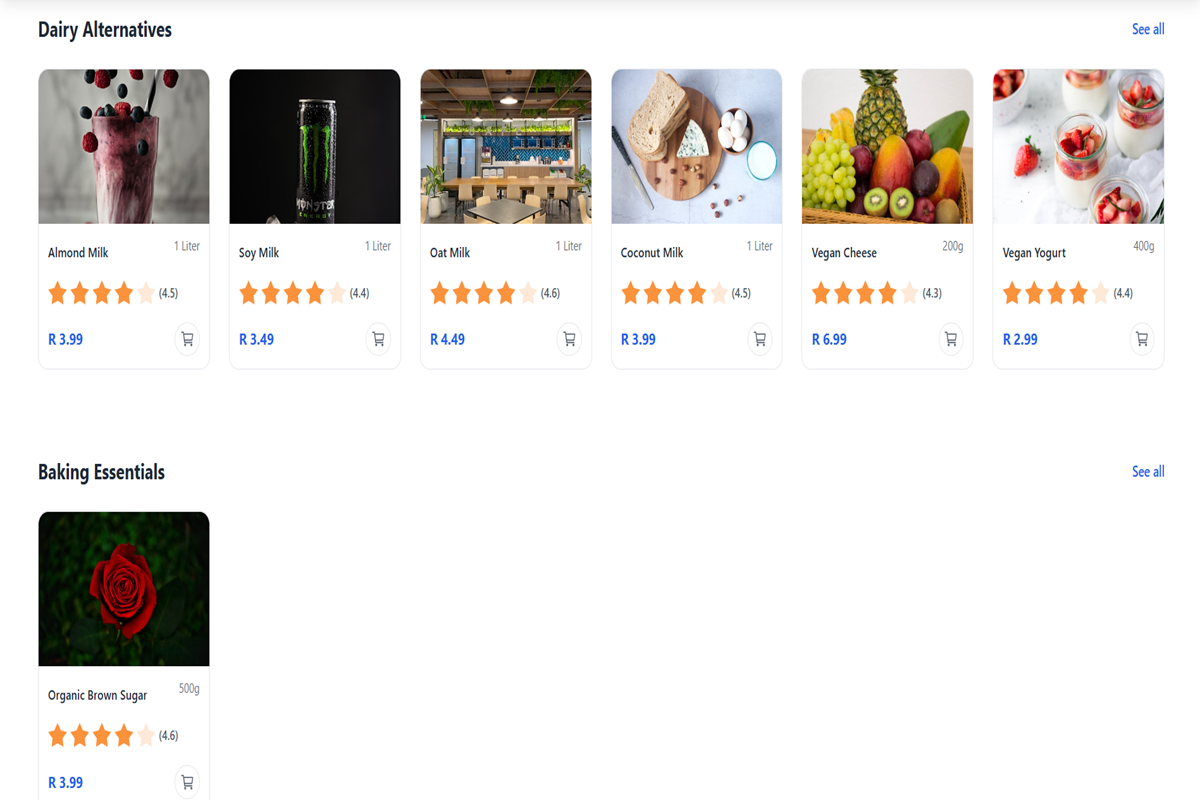 Dairy Alternatives
See all
MONSTER
ENERGY
Almond Milk
1 Liter
(4.5)
R 3.99
Soy Milk
1 Liter
(4.4)
R 3.49
Oat Milk
1 Liter
(4.6)
R 4.49
Coconut Milk
1 Liter
(4.5)
R 3.99
Vegan Cheese
200g
(4.3)
R 6.99
Vegan Yogurt
400g
(4.4)
R 2.99
Baking Essentials
See all
Organic Brown Sugar
500g
(4.6)
R 3.99